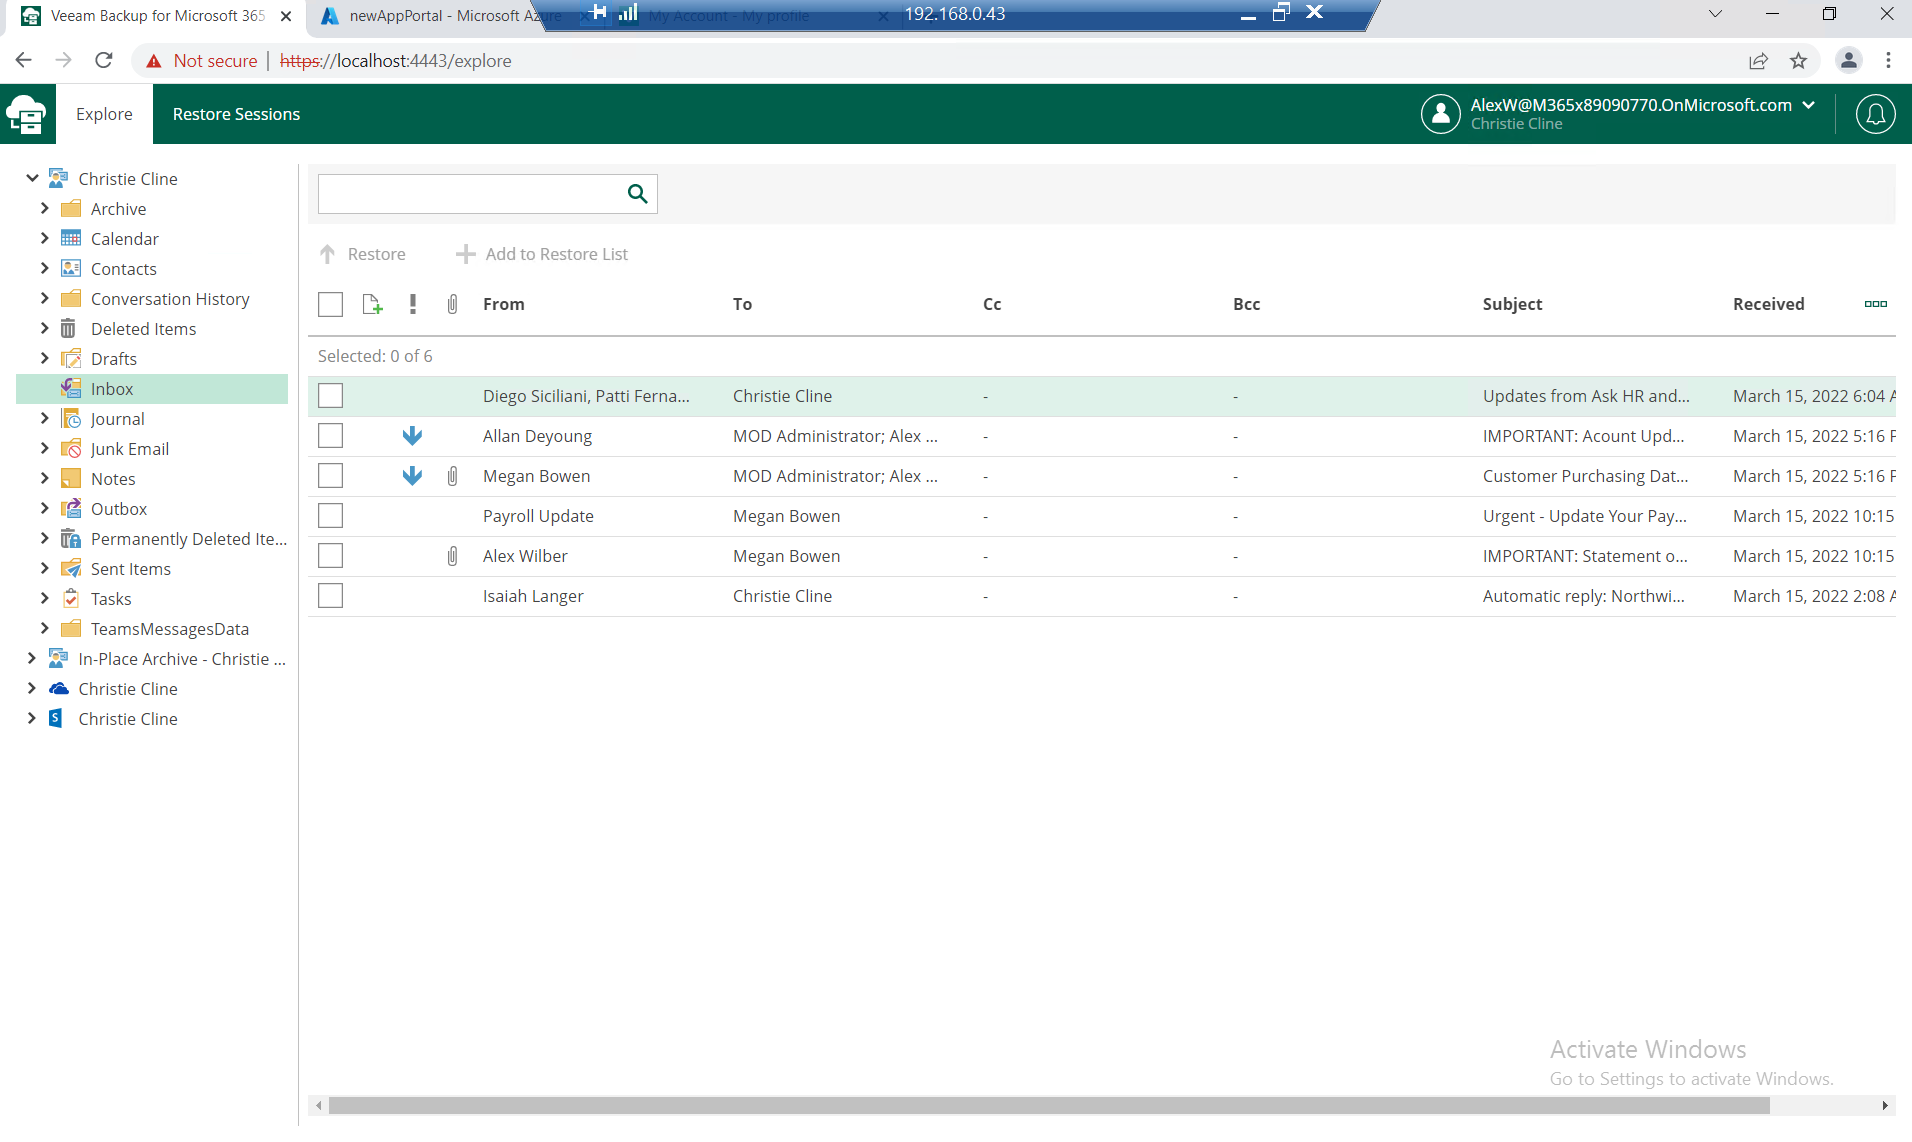 Veeam Backup for Microsoft 365
newAppPortal - Microsoft Azure
My Account - My profile
192.168.0.43
Not secure | https://localhost:4443/explore
Explore
Restore Sessions
AlexW@M365x89090770.OnMicrosoft.com
Christie Cline
Christie Cline
Archive
Calendar
Contacts
Conversation History
Deleted Items
Drafts
Inbox
Journal
Junk Email
Notes
Outbox
Permanently Deleted Ite...
Sent Items
Tasks
TeamsMessagesData
In-Place Archive - Christie ...
Christie Cline
Christie Cline
Restore
Add to Restore List
From To Cc Bcc Subject Received
Selected: 0 of 6
Diego Siciliani, Patti Ferna... Christie Cline - - Updates from Ask HR and... March 15, 2022 6:04 A
Allan Deyoung MOD Administrator; Alex ... - - IMPORTANT: Acount Upd... March 15, 2022 5:16 P
Megan Bowen MOD Administrator; Alex ... - - Customer Purchasing Dat... March 15, 2022 5:16 P
Payroll Update Megan Bowen - - Urgent - Update Your Pay... March 15, 2022 10:15
Alex Wilber Megan Bowen - - IMPORTANT: Statement o... March 15, 2022 10:15
Isaiah Langer Christie Cline - - Automatic reply: Northwi... March 15, 2022 2:08 A
Activate Windows
Go to Settings to activate Windows.